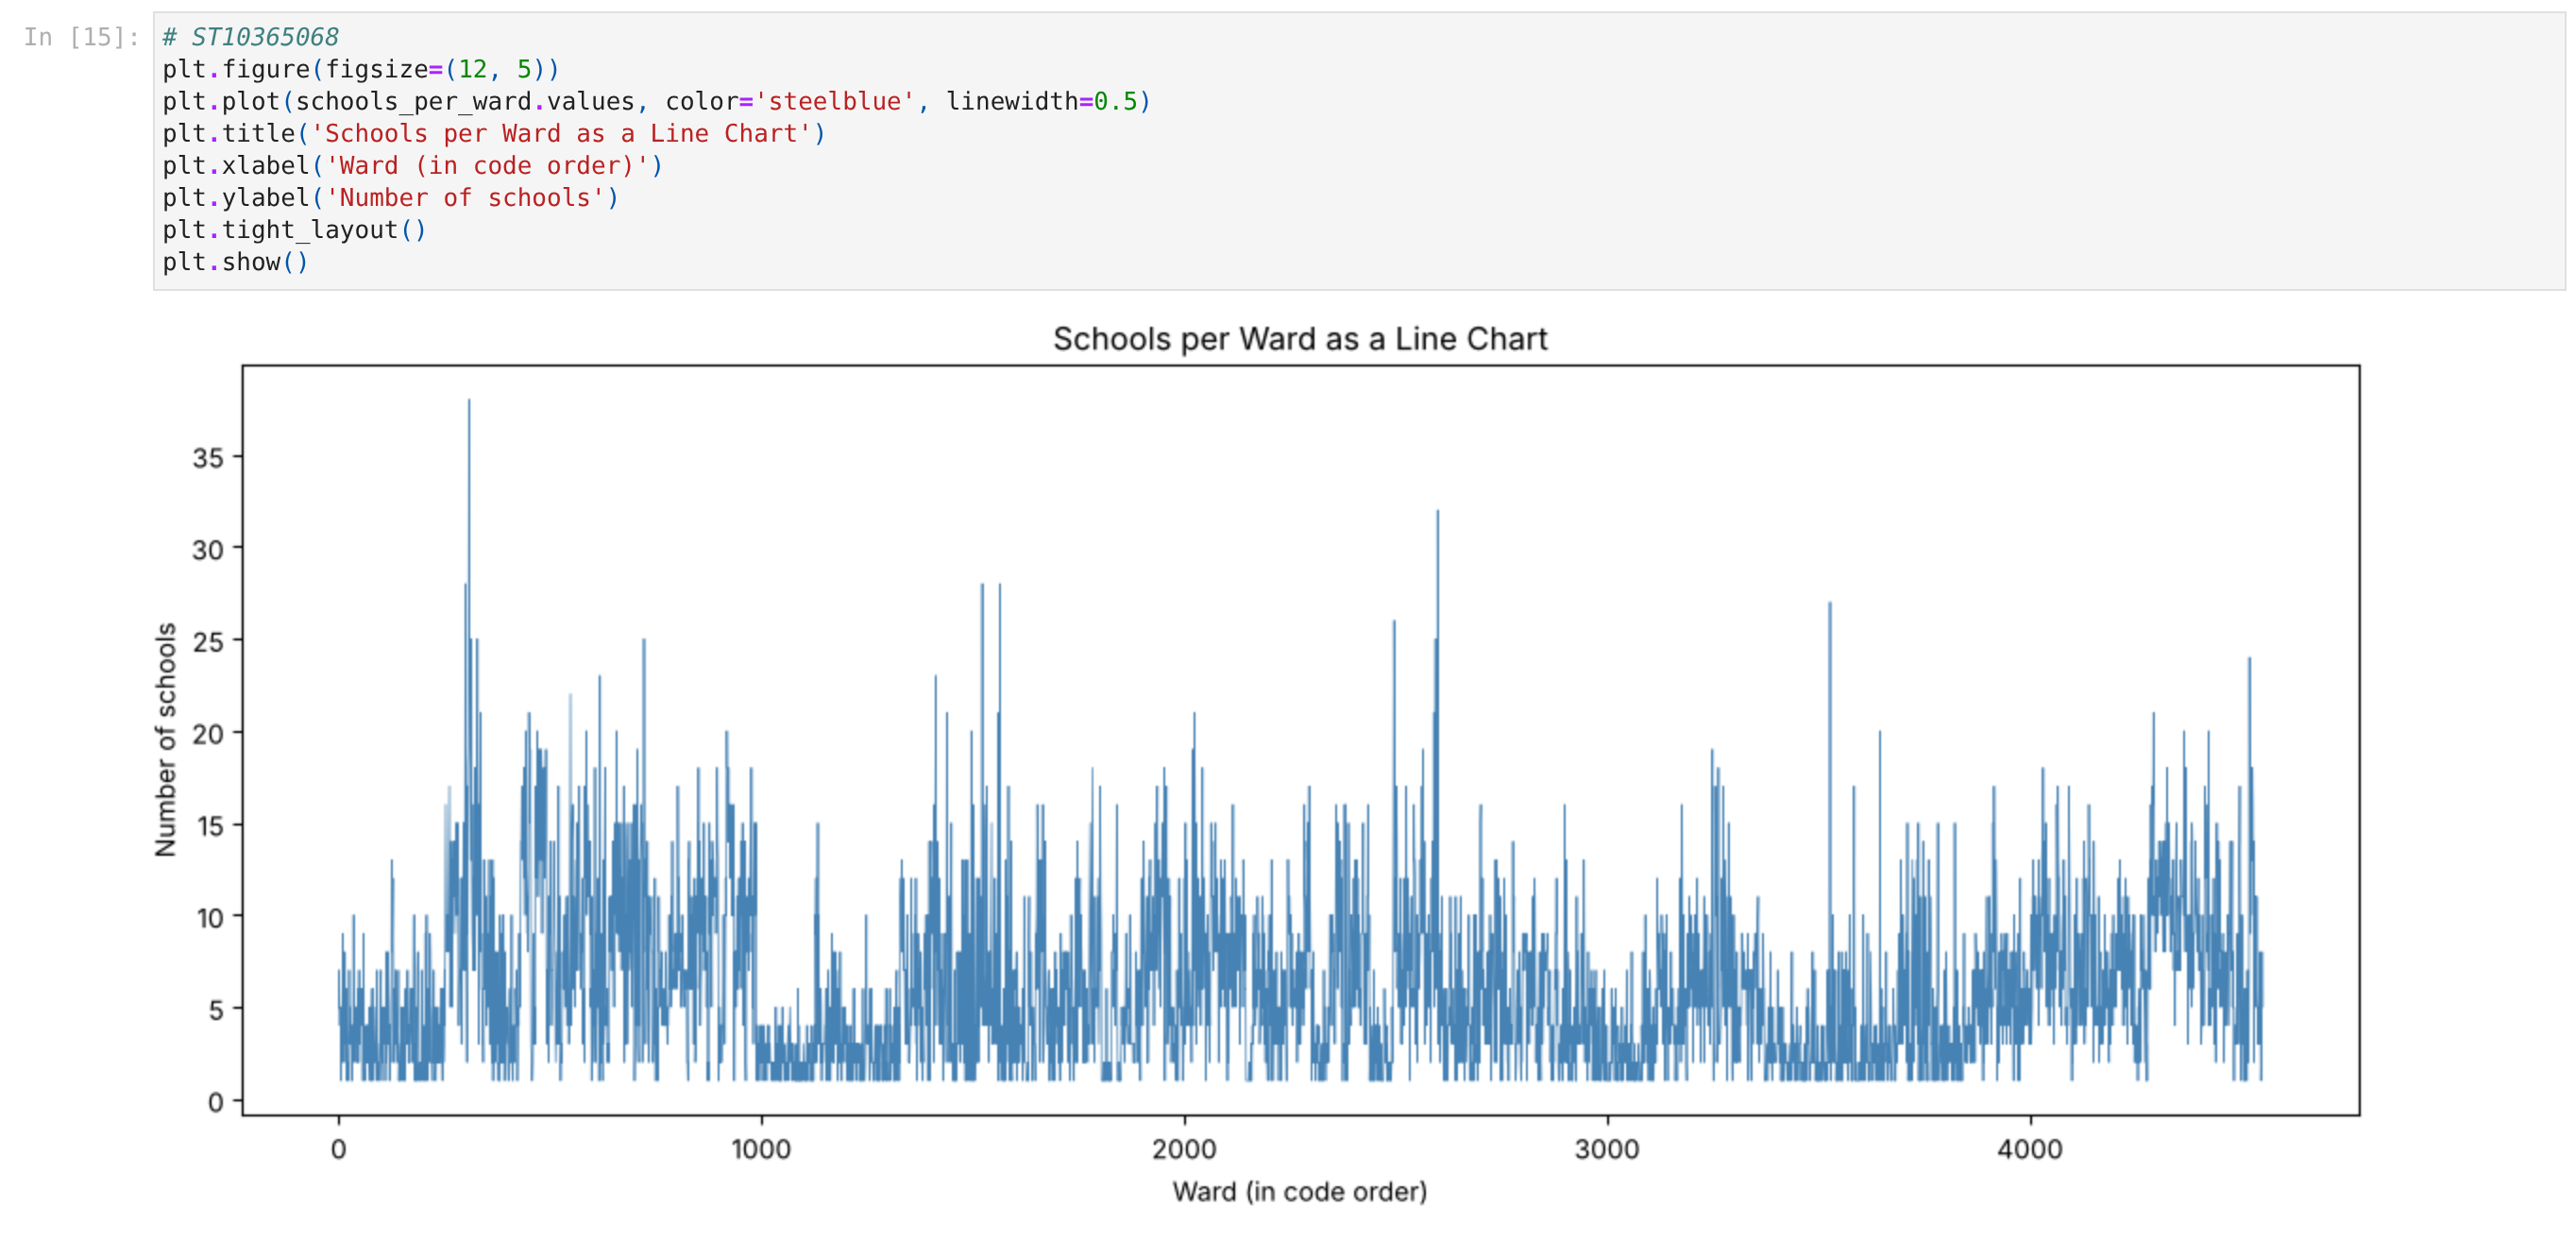 In [15]:
# ST10365068
plt.figure(figsize=(12, 5))
plt.plot(schools_per_ward.values, color='steelblue', linewidth=0.5)
plt.title('Schools per Ward as a Line Chart')
plt.xlabel('Ward (in code order)')
plt.ylabel('Number of schools')
plt.tight_layout()
plt.show()
Schools per Ward as a Line Chart
Number of schools
35
30
25
20
15
10
5
0
0 1000 2000 3000 4000
Ward (in code order)